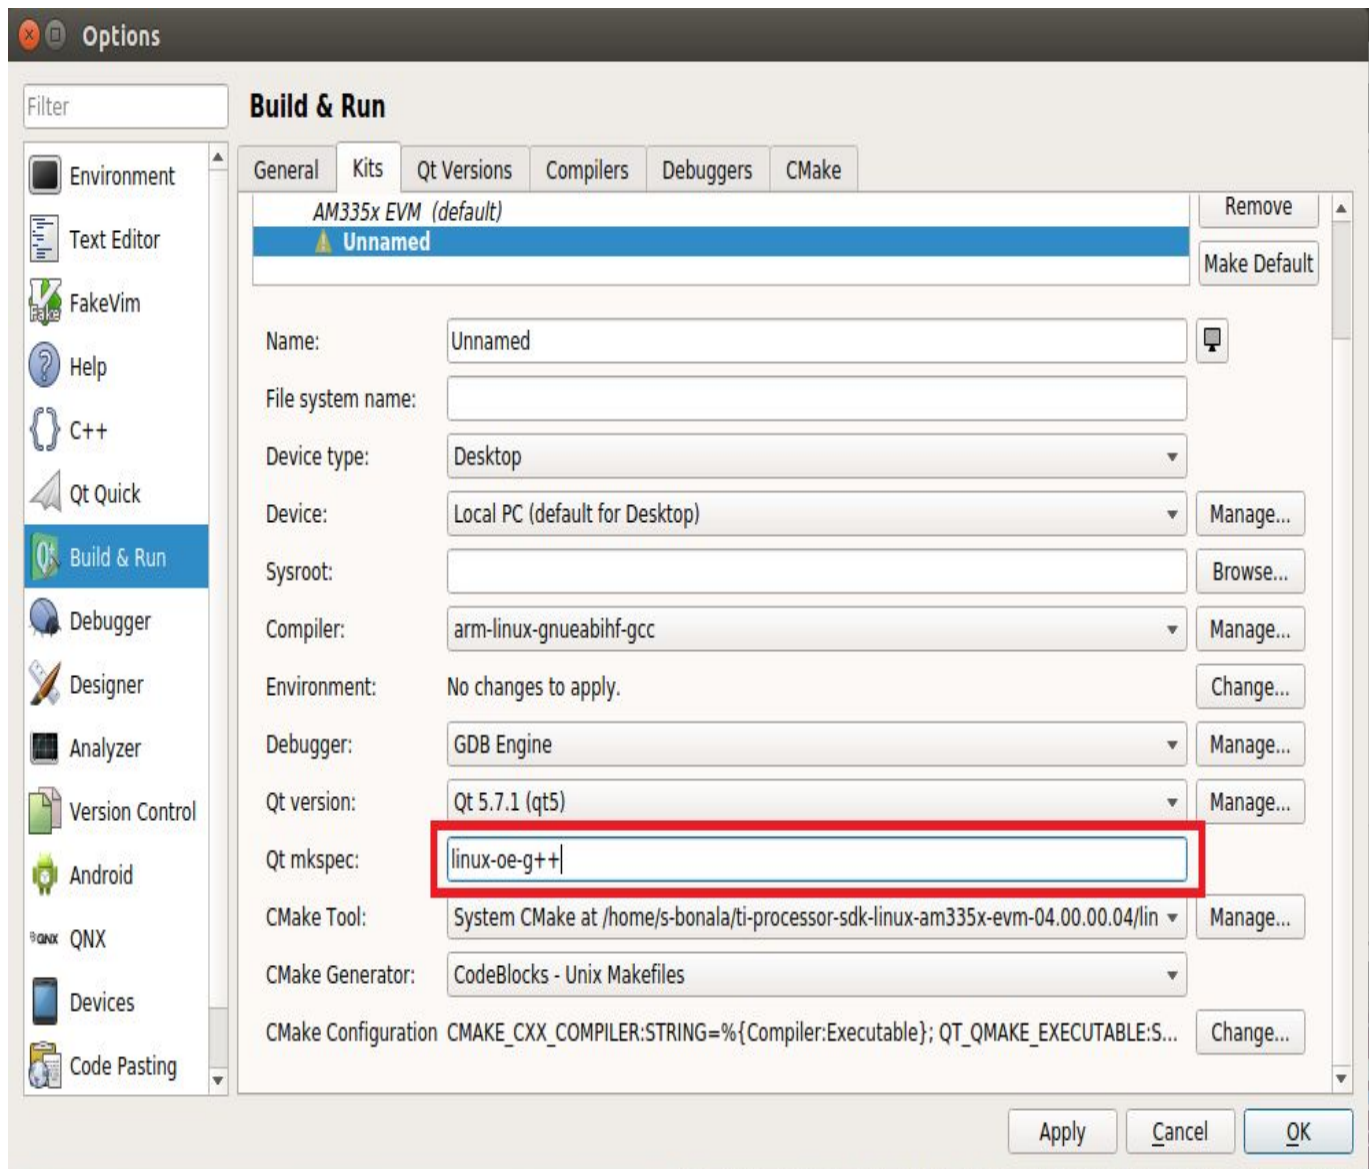 Options
Filter
Build & Run
Environment
Text Editor
FakeVim
Help
C++
Qt Quick
Build & Run
Debugger
Designer
Analyzer
Version Control
Android
QNX
Devices
Code Pasting
General Kits Qt Versions Compilers Debuggers CMake
AM335x EVM (default)
Unnamed
Remove
Make Default
Name: Unnamed
File system name:
Device type: Desktop
Device: Local PC (default for Desktop) Manage...
Sysroot: Browse...
Compiler: arm-linux-gnueabihf-gcc Manage...
Environment: No changes to apply. Change...
Debugger: GDB Engine Manage...
Qt version: Qt 5.7.1 (qt5) Manage...
Qt mkspec: linux-oe-g++
CMake Tool: System CMake at /home/s-bonala/ti-processor-sdk-linux-am335x-evm-04.00.00.04/lin Manage...
CMake Generator: CodeBlocks - Unix Makefiles
CMake Configuration CMAKE_CXX_COMPILER:STRING=%{Compiler:Executable}; QT_QMAKE_EXECUTABLE:S... Change...
Apply Cancel OK